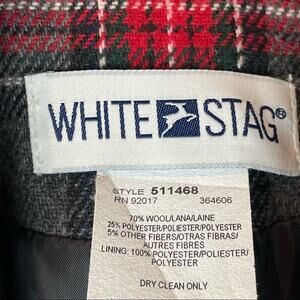 WHITE STAG®
STYLE 511468
RN 92017 364606
70% WOOL/LANA/LAINE
25% POLYESTER/POLIESTER/POLYESTER
5% OTHER FIBERS/OTRAS FIBRAS/
AUTRES FIBRES
LINING: 100% POLYESTER/POLIESTER/
POLYESTER
DRY CLEAN ONLY